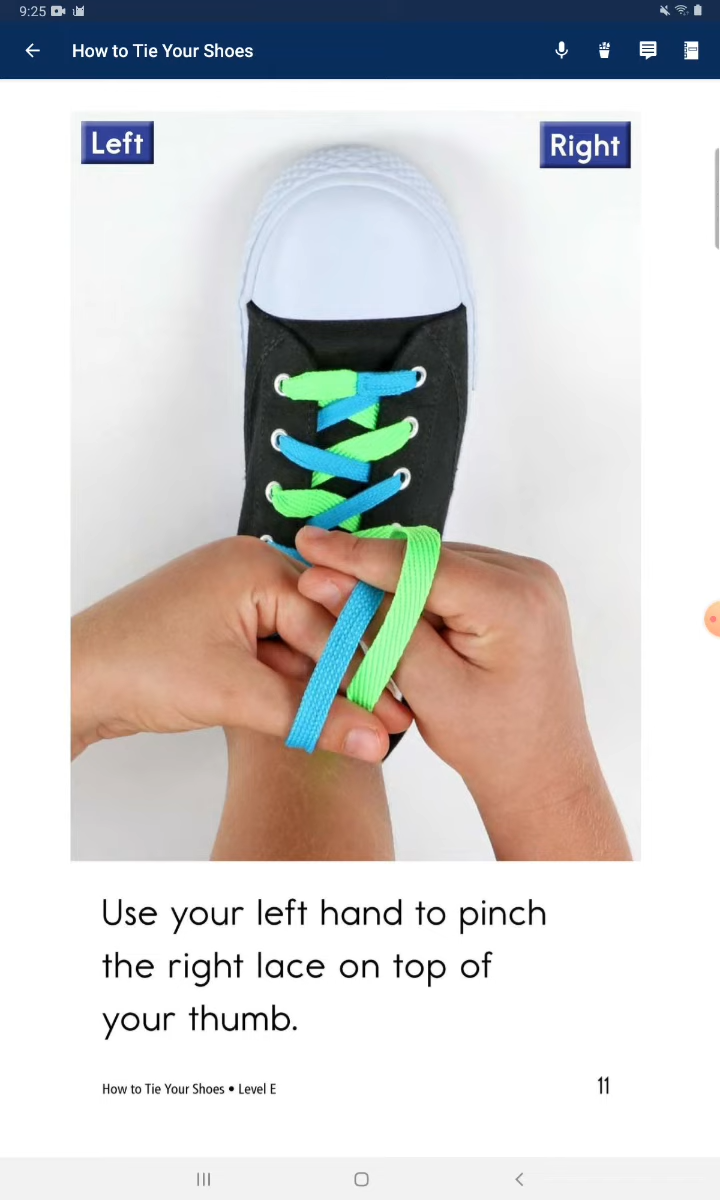 9:25
How to Tie Your Shoes
Left
Right
Use your left hand to pinch
the right lace on top of
your thumb.
How to Tie Your Shoes • Level E
11